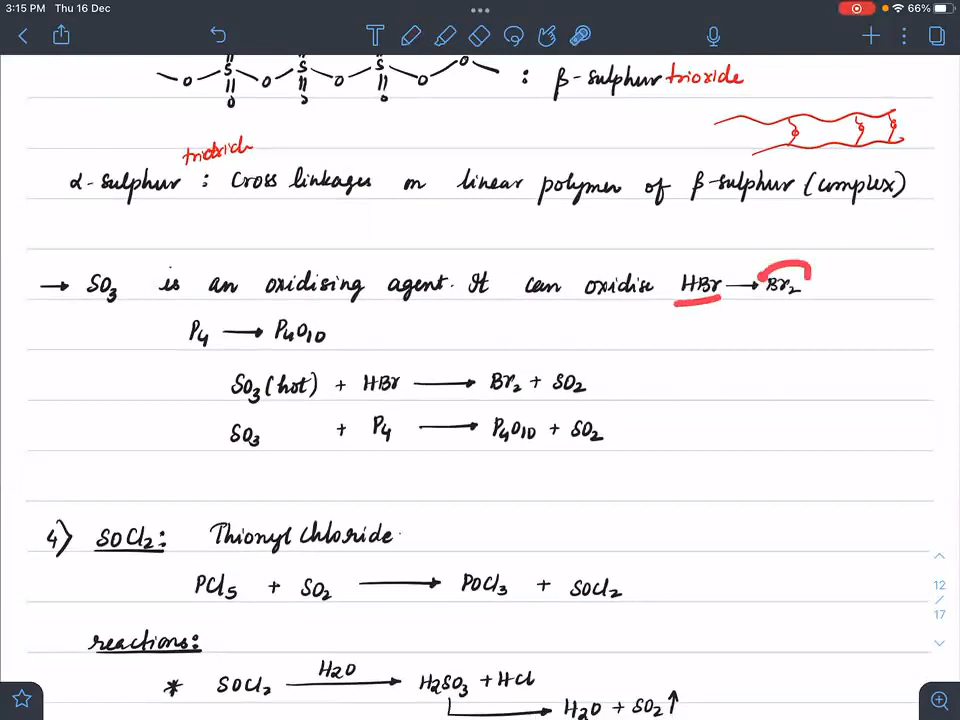 3:15 PM Thu 16 Dec
66%
O S O S O S O O : β-sulphur trioxide
O O O
trioxide
α-sulphur : Cross linkages on linear polymer of β-sulphur (complex)
→ SO3 is an oxidising agent. It can oxidise HBr → Br2
P4 → P4O10
SO3 (hot) + HBr → Br2 + SO2
SO3 + P4 → P4O10 + SO2
4) SOCl2: Thionyl chloride.
PCl5 + SO2 → POCl3 + SOCl2
12
/
17
reactions:
* SOCl2 H2O → H2SO3 + HCl
→ H2O + SO2 ↑